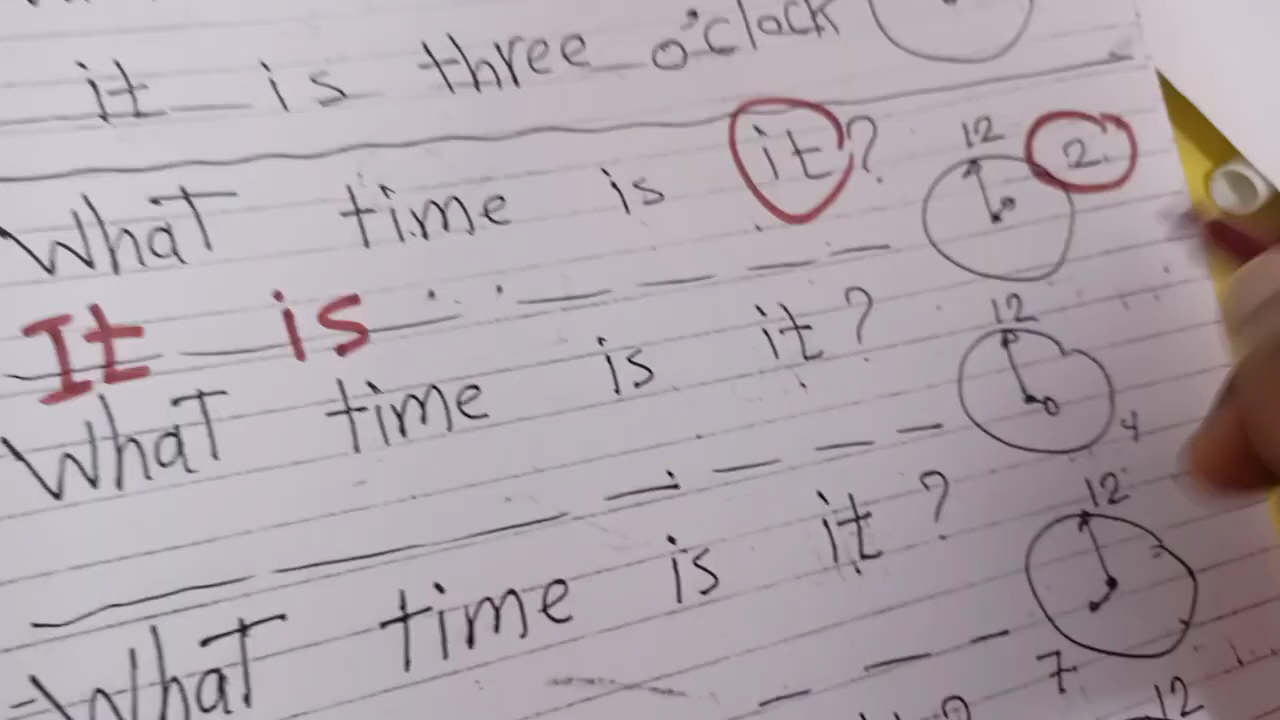 it is three o'clock
What time is it? 12 2
It is
What time is it? 12
4
What time is it? 12
7
12